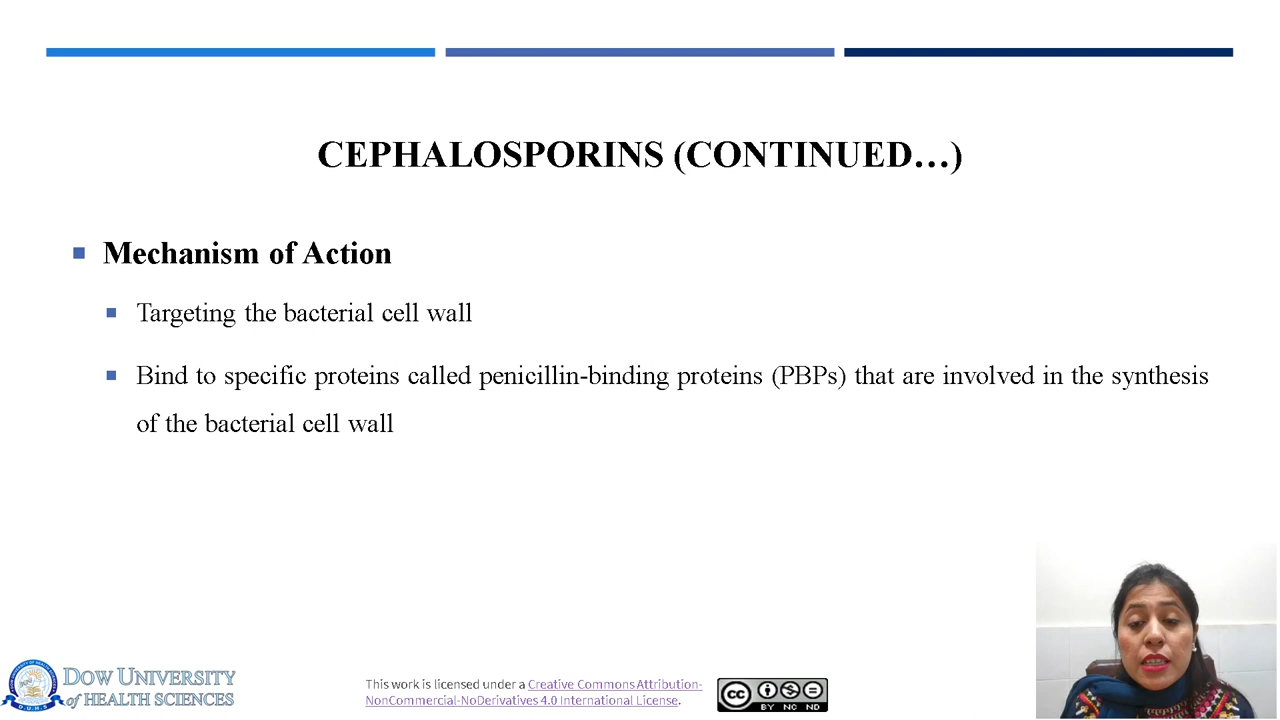 CEPHALOSPORINS (CONTINUED…)
Mechanism of Action
Targeting the bacterial cell wall
Bind to specific proteins called penicillin-binding proteins (PBPs) that are involved in the synthesis
of the bacterial cell wall
DOW UNIVERSITY
of HEALTH SCIENCES
This work is licensed under a Creative Commons Attribution-
NonCommercial-NoDerivatives 4.0 International License.
cc
BY NC ND